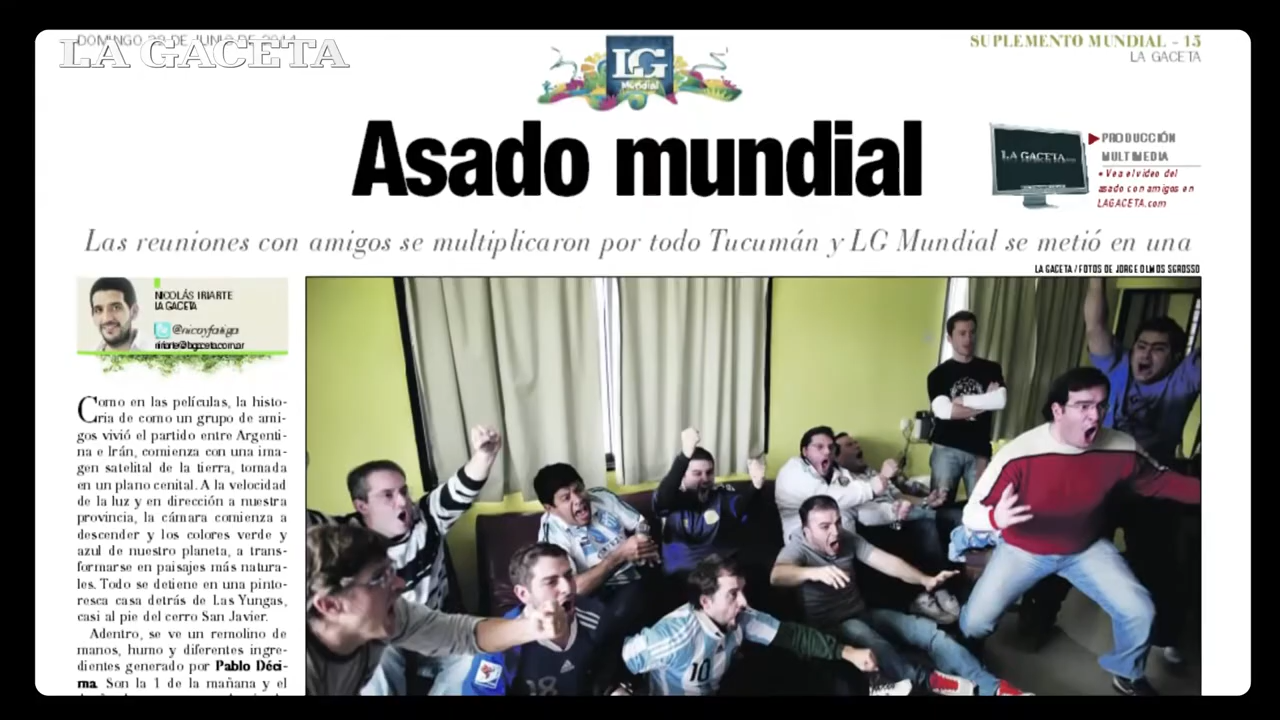 LA GACETA
LG
Mundial
SUPLEMENTO MUNDIAL - 15
LA GACETA
Asado mundial
PRODUCCIÓN
MULTIMEDIA
• Vea el video del
asado con amigos en
LAGACETA.com
LA GACETA
Las reuniones con amigos se multiplicaron por todo Tucumán y LG Mundial se metió en una
LA GACETA / FOTOS DE JORGE OLMOS SGROSSO
NICOLÁS IRIARTE
LA GACETA
@nicoyfatiga
niriarte@lagaceta.com.ar
Como en las películas, la histo-
ria de como un grupo de ami-
gos vivió el partido entre Argenti-
na e Irán, comienza con una ima-
gen satelital de la tierra, tomada
en un plano cenital. A la velocidad
de la luz y en dirección a nuestra
provincia, la cámara comienza a
descender y los colores verde y
azul de nuestro planeta, a trans-
formarse en paisajes más natura-
les. Todo se detiene en una pinto-
resca casa detrás de Las Yungas,
casi al pie del cerro San Javier.
Adentro, se ve un remolino de
manos, humo y diferentes ingre-
dientes generado por Pablo Déci-
ma. Son la 1 de la mañana y el
10
18